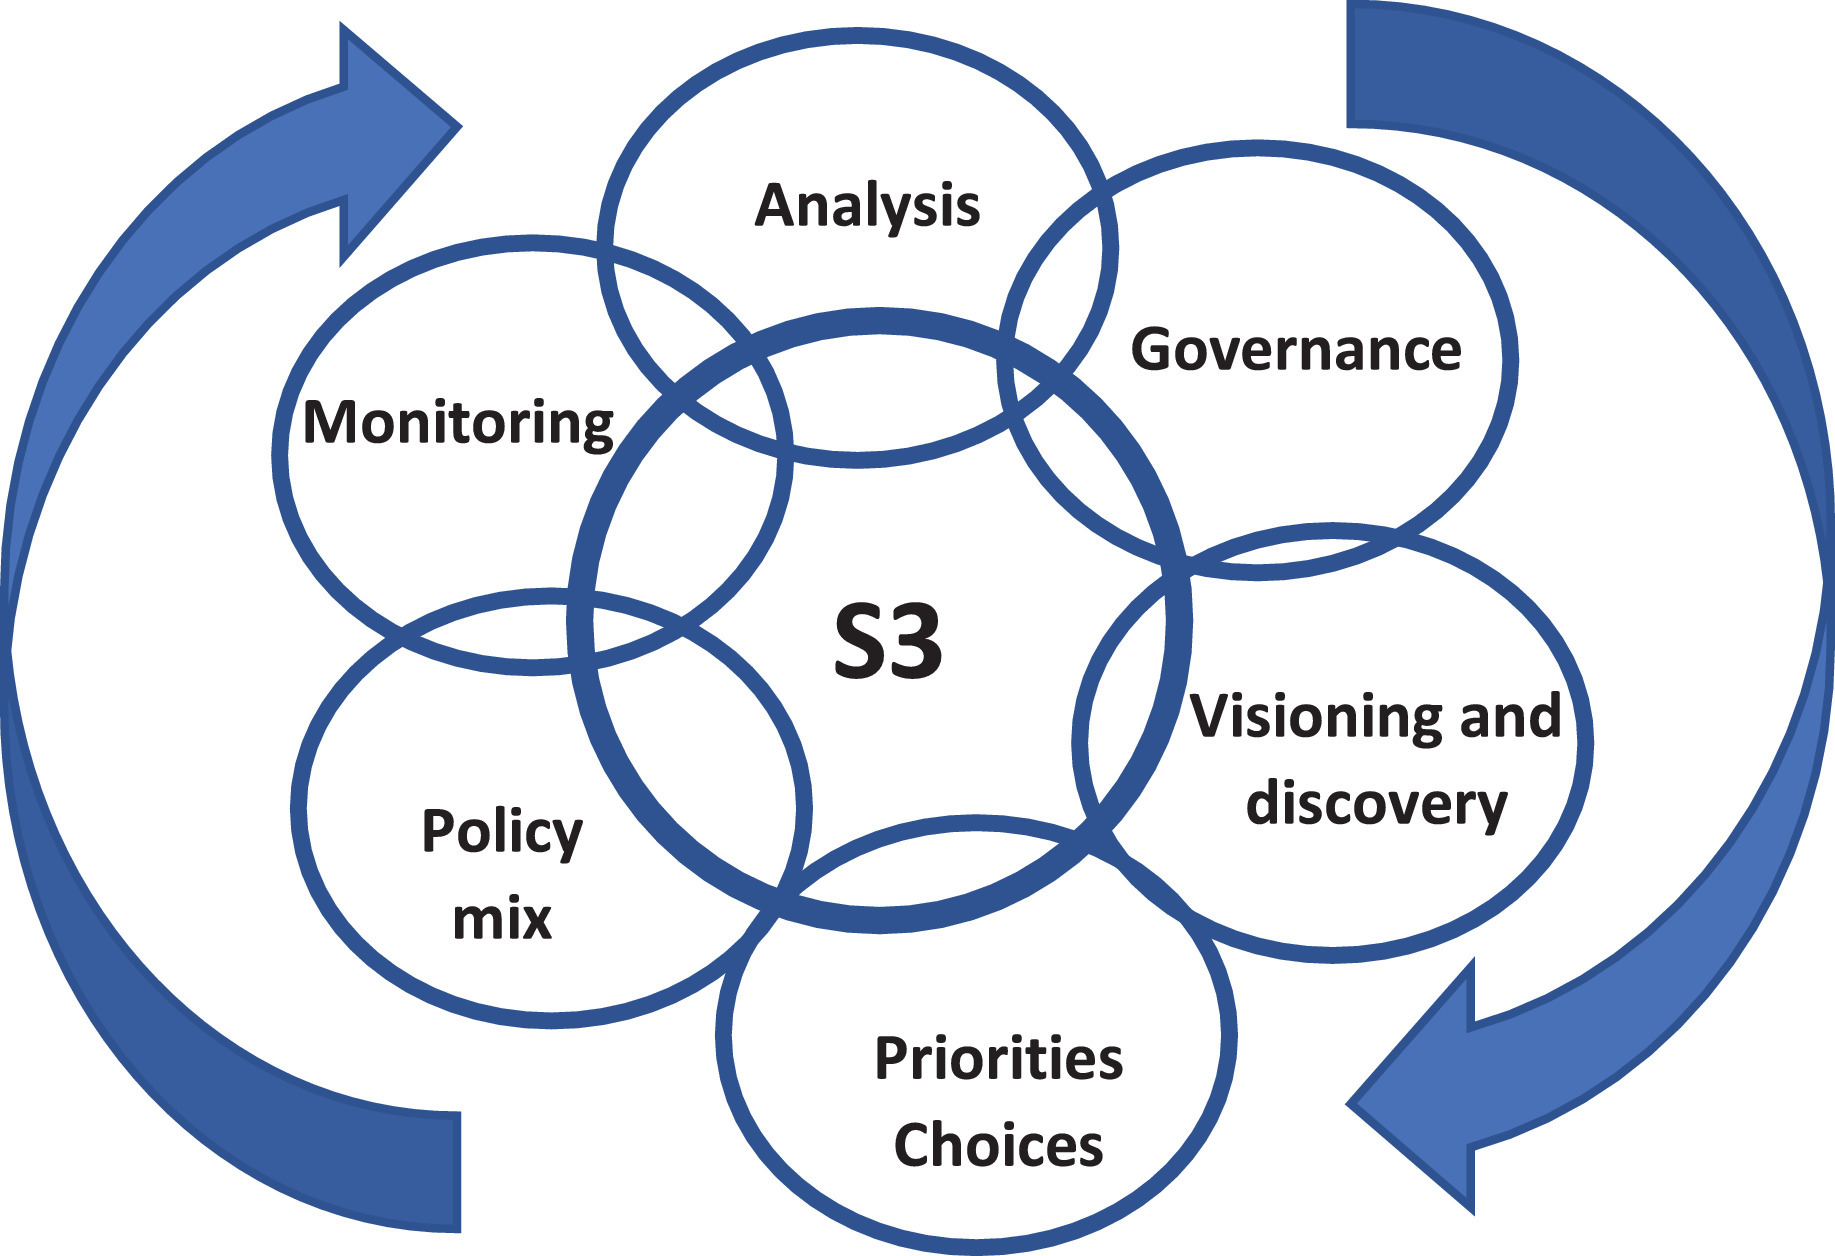 Analysis
Governance
Monitoring
S3
Visioning and
discovery
Policy
mix
Priorities
Choices